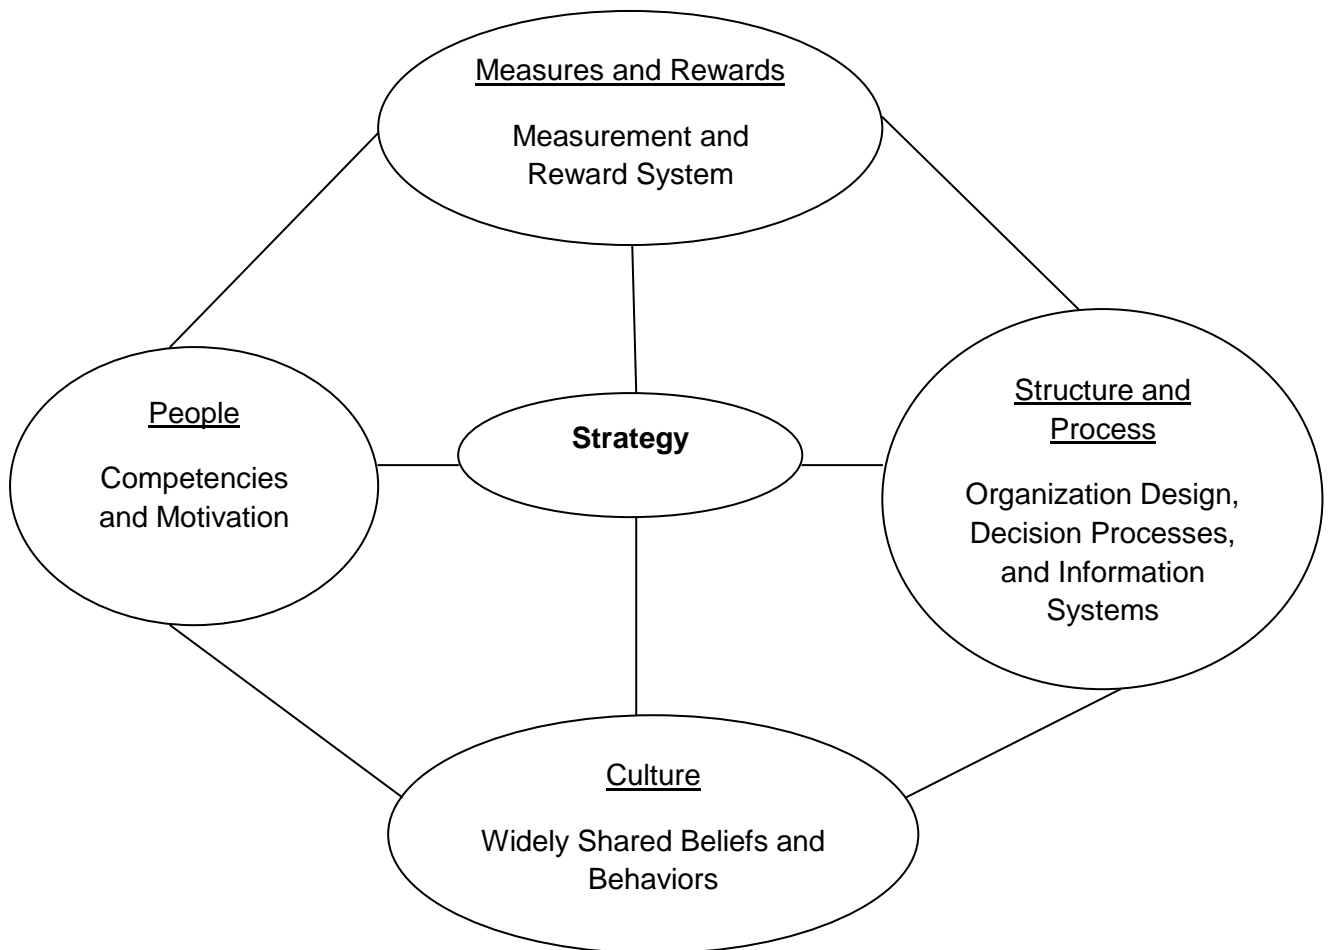 Measures and Rewards
Measurement and
Reward System
People
Competencies
and Motivation
Strategy
Structure and
Process
Organization Design,
Decision Processes,
and Information
Systems
Culture
Widely Shared Beliefs and
Behaviors